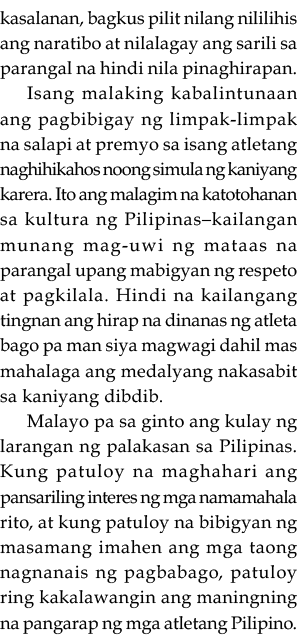 kasalanan, bagkus pilit nilang nililihis
ang naratibo at nilalagay ang sarili sa
parangal na hindi nila pinaghirapan.
Isang malaking kabalintunaan
ang pagbibigay ng limpak-limpak
na salapi at premyo sa isang atletang
naghihikahos noong simula ng kaniyang
karera. Ito ang malagim na katotohanan
sa kultura ng Pilipinas–kailangan
munang mag-uwi ng mataas na
parangal upang mabigyan ng respeto
at pagkilala. Hindi na kailangang
tingnan ang hirap na dinanas ng atleta
bago pa man siya magwagi dahil mas
mahalaga ang medalyang nakasabit
sa kaniyang dibdib.
Malayo pa sa ginto ang kulay ng
larangan ng palakasan sa Pilipinas.
Kung patuloy na maghahari ang
pansariling interes ng mga namamahala
rito, at kung patuloy na bibigyan ng
masamang imahen ang mga taong
nagnanais ng pagbabago, patuloy
ring kakalawangin ang maningning
na pangarap ng mga atletang Pilipino.